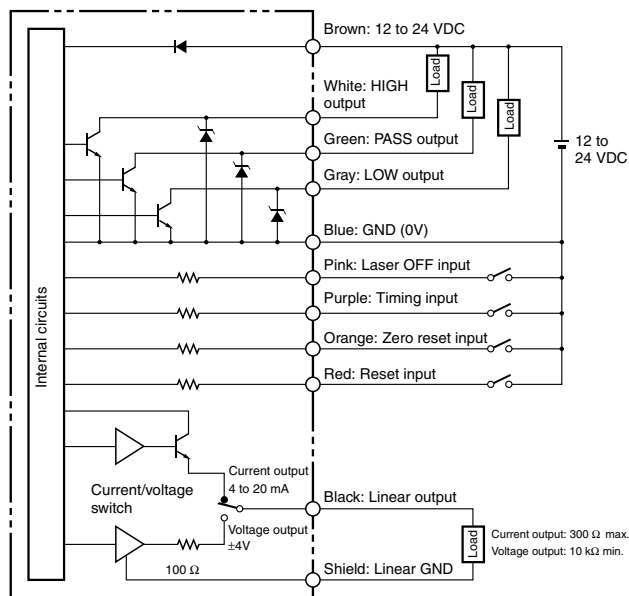 Brown: 12 to 24 VDC
Load
Load
Load
White: HIGH
output
Green: PASS output
Gray: LOW output
12 to
24 VDC
Blue: GND (0V)
Pink: Laser OFF input
Purple: Timing input
Orange: Zero reset input
Red: Reset input
Internal circuits
Current output
4 to 20 mA
Current/voltage
switch
Voltage output
±4V
100 Ω
Black: Linear output
Load
Current output: 300 Ω max.
Voltage output: 10 kΩ min.
Shield: Linear GND